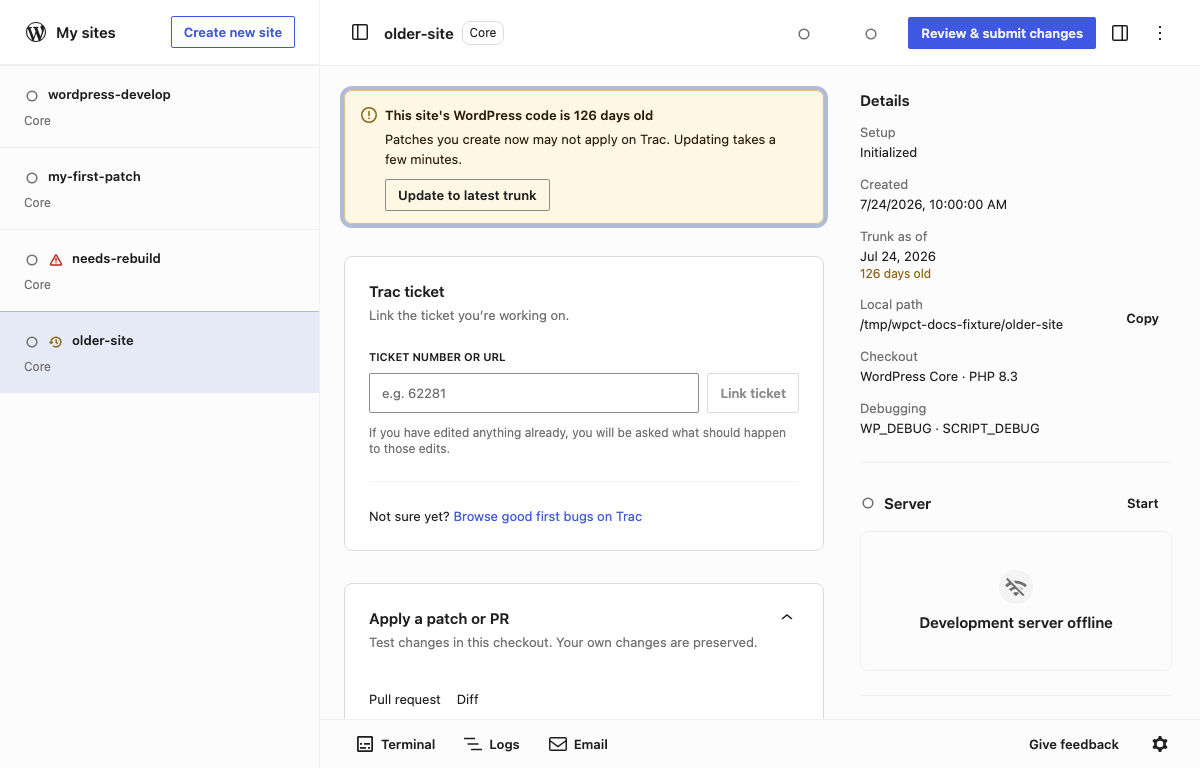 My sites
Create new site
wordpress-develop
Core
my-first-patch
Core
needs-rebuild
Core
older-site
Core
older-site
Core
Review & submit changes
This site's WordPress code is 126 days old
Patches you create now may not apply on Trac. Updating takes a
few minutes.
Update to latest trunk
Trac ticket
Link the ticket you’re working on.
TICKET NUMBER OR URL
e.g. 62281
Link ticket
If you have edited anything already, you will be asked what should happen
to those edits.
Not sure yet? Browse good first bugs on Trac
Apply a patch or PR
Test changes in this checkout. Your own changes are preserved.
Pull request Diff
Details
Setup
Initialized
Created
7/24/2026, 10:00:00 AM
Trunk as of
Jul 24, 2026
126 days old
Local path
/tmp/wpct-docs-fixture/older-site
Copy
Checkout
WordPress Core · PHP 8.3
Debugging
WP_DEBUG · SCRIPT_DEBUG
Server
Start
Development server offline
Terminal
Logs
Email
Give feedback